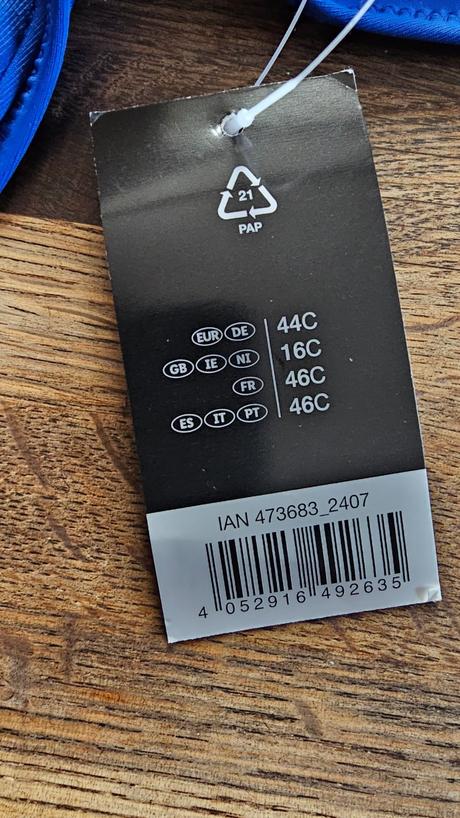 21
PAP
EUR DE 44C
GB IE NI 16C
FR 46C
ES IT PT 46C
IAN 473683_2407
4 052916 492635